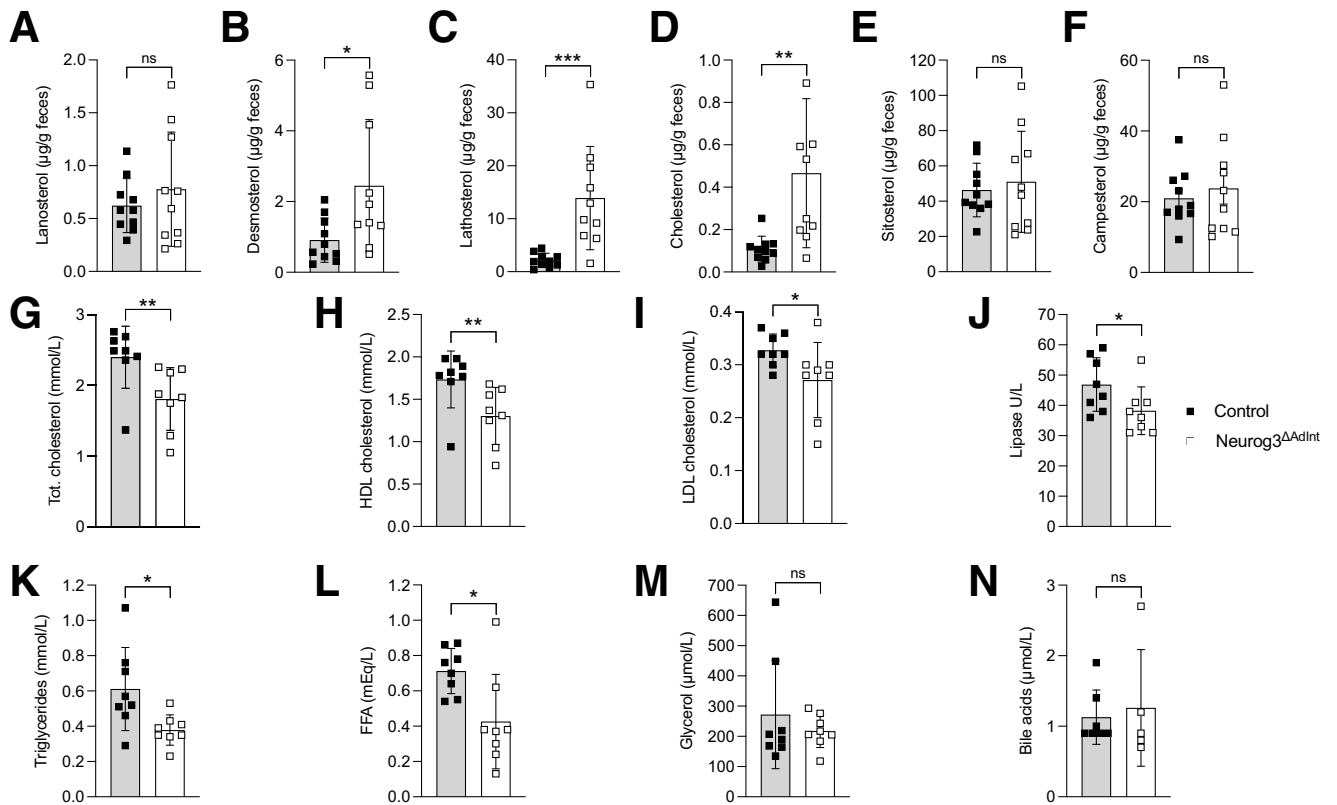 A
B
C
D
E
F
Lanosterol (µg/g feces)
2.0
1.5
1.0
0.5
0.0
ns
Desmosterol (µg/g feces)
6
4
2
0
*
Lathosterol (µg/g feces)
40
30
20
10
0
***
Cholesterol (µg/g feces)
1.0
0.8
0.6
0.4
0.2
0.0
**
Sitosterol (µg/g feces)
120
100
80
60
40
20
0
ns
Campesterol (µg/g feces)
60
40
20
0
ns
G
H
I
J
Tot. cholesterol (mmol/L)
3
2
1
0
**
HDL cholesterol (mmol/L)
2.5
2.0
1.5
1.0
0.5
0.0
**
LDL cholesterol (mmol/L)
0.4
0.3
0.2
0.1
0.0
*
Lipase U/L
70
60
50
40
30
20
10
0
*
Control
Neurog3ΔAdInt
K
L
M
N
Triglycerides (mmol/L)
1.2
1.0
0.8
0.6
0.4
0.2
0.0
*
FFA (mEq/L)
1.2
1.0
0.8
0.6
0.4
0.2
0.0
*
Glycerol (µmol/L)
700
600
500
400
300
200
100
0
ns
Bile acids (µmol/L)
3
2
1
0
ns